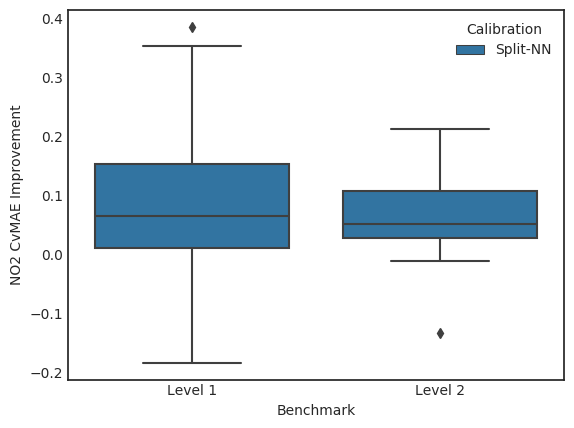 Calibration
Split-NN
NO2 CvMAE Improvement
0.4
0.3
0.2
0.1
0.0
−0.1
−0.2
Level 1
Level 2
Benchmark